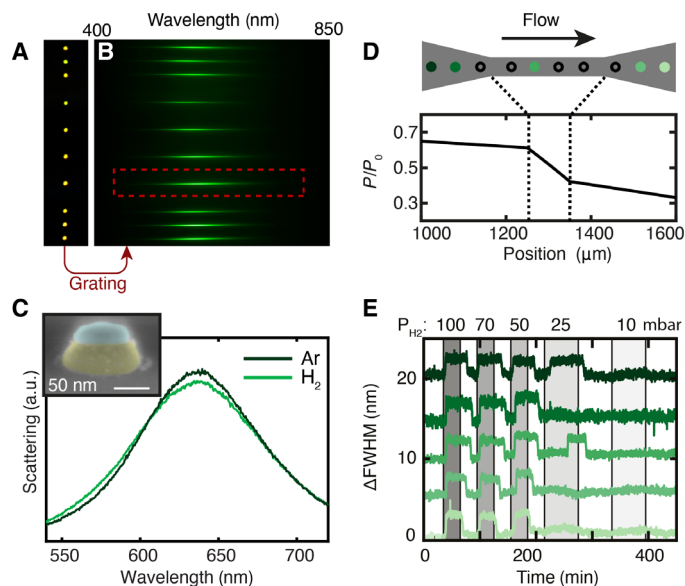 Wavelength (nm)
400
850
A
B
Grating
C
50 nm
Ar
H2
Scattering (a.u.)
550
600
650
700
Wavelength (nm)
D
Flow
P/P0
0.7
0.5
0.3
1000
1200
1400
1600
Position (µm)
E
PH2: 100 70 50 25 10 mbar
ΔFWHM (nm)
20
10
0
0
200
400
Time (min)